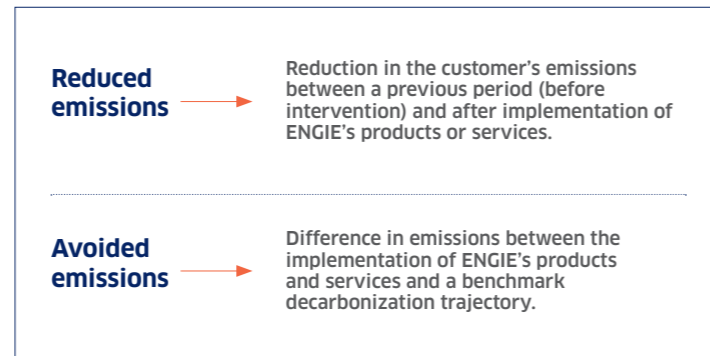 Reduced
emissions
Reduction in the customer's emissions
between a previous period (before
intervention) and after implementation of
ENGIE's products or services.
Avoided
emissions
Difference in emissions between the
implementation of ENGIE's products
and services and a benchmark
decarbonization trajectory.